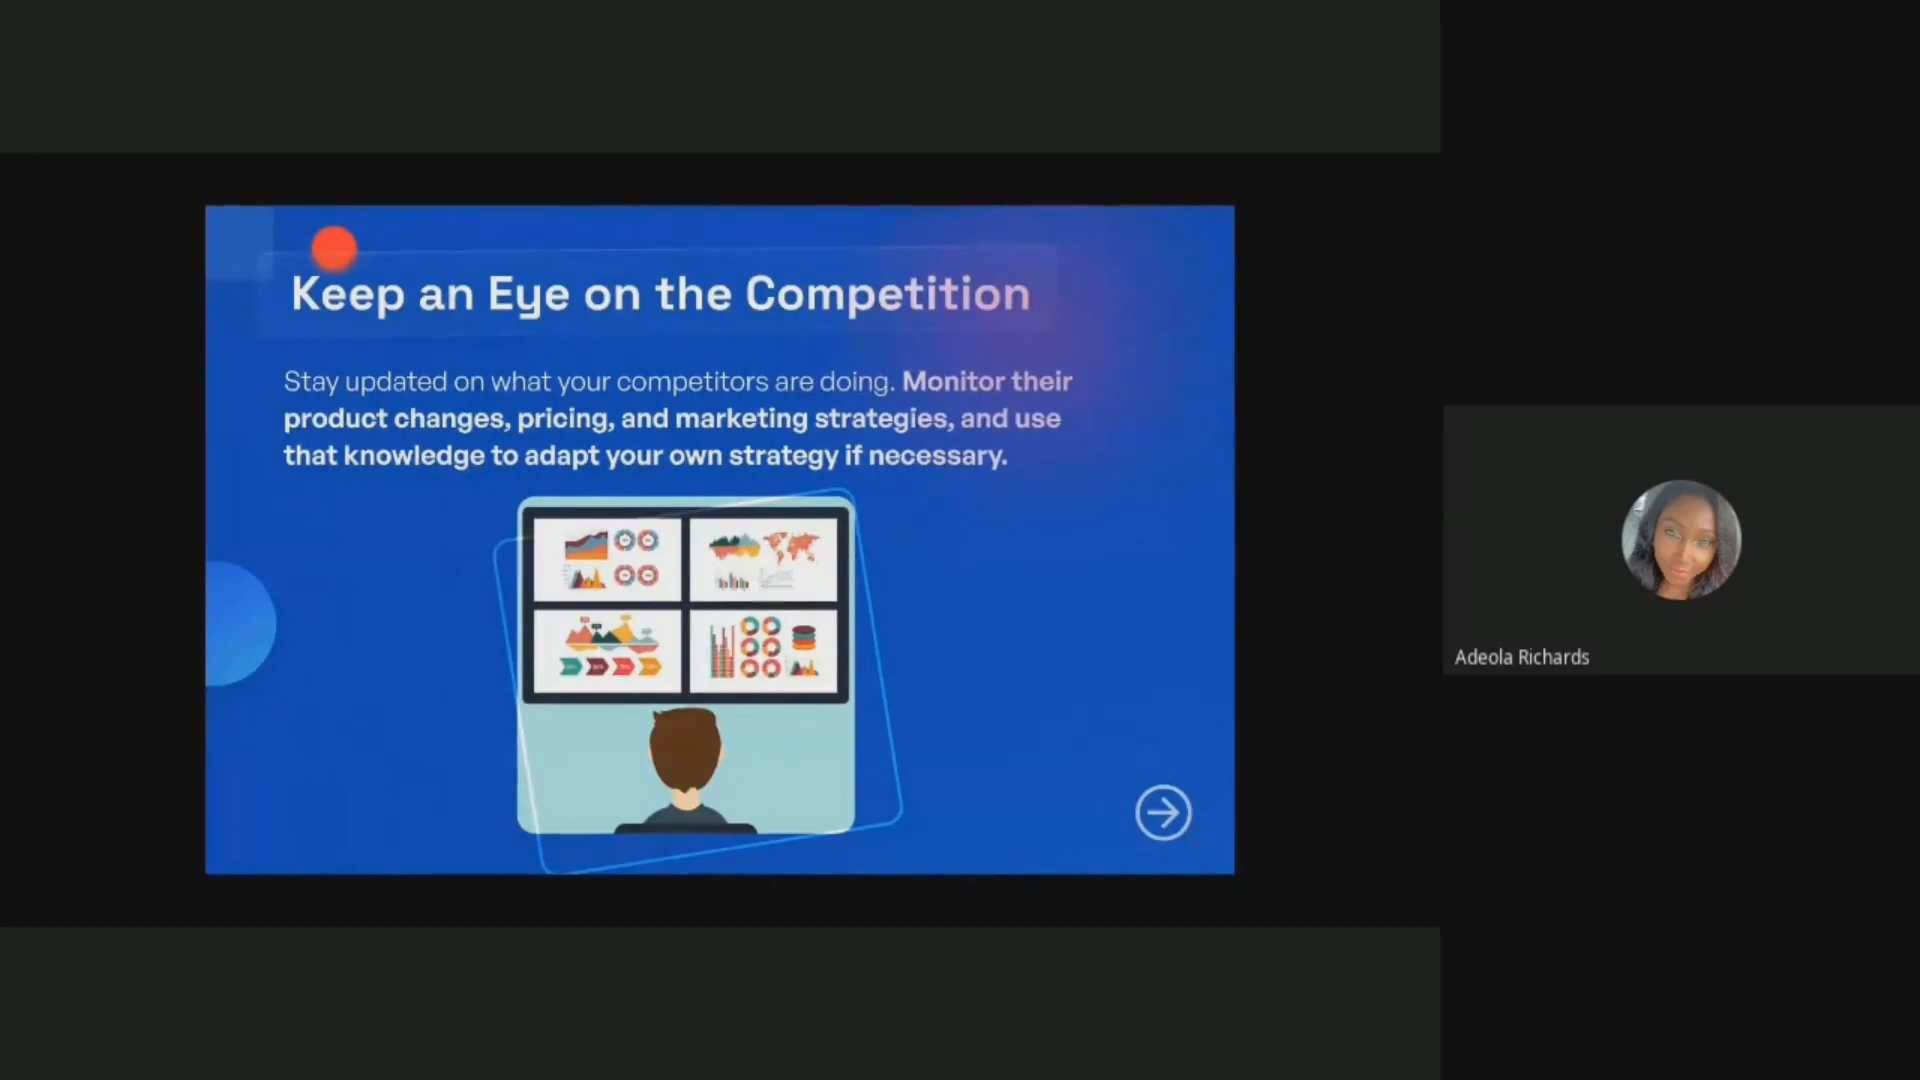 Keep an Eye on the Competition
Stay updated on what your competitors are doing. Monitor their
product changes, pricing, and marketing strategies, and use
that knowledge to adapt your own strategy if necessary.
Adeola Richards